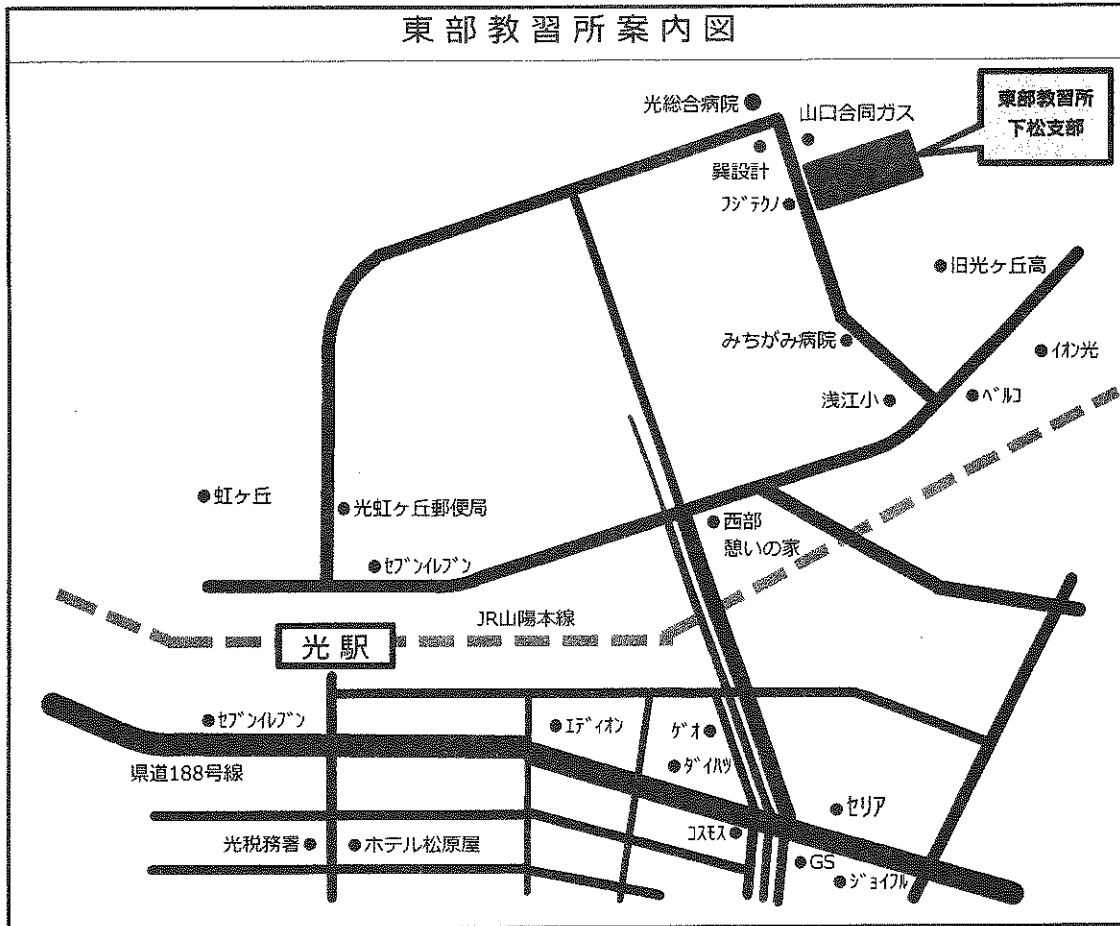 東部教習所案内図
光総合病院
山口合同ガス
東部教習所
下松支部
巽設計
フジテクノ
旧光ヶ丘高
みちがみ病院
イオン光
浅江小
ベルコ
虹ヶ丘
光虹ヶ丘郵便局
西部
憩いの家
セブンイレブン
JR山陽本線
光駅
セブンイレブン
エディオン
ゲオ
県道188号線
ダイハツ
セリア
コスモス
光税務署
ホテル松原屋
GS
ジョイフル